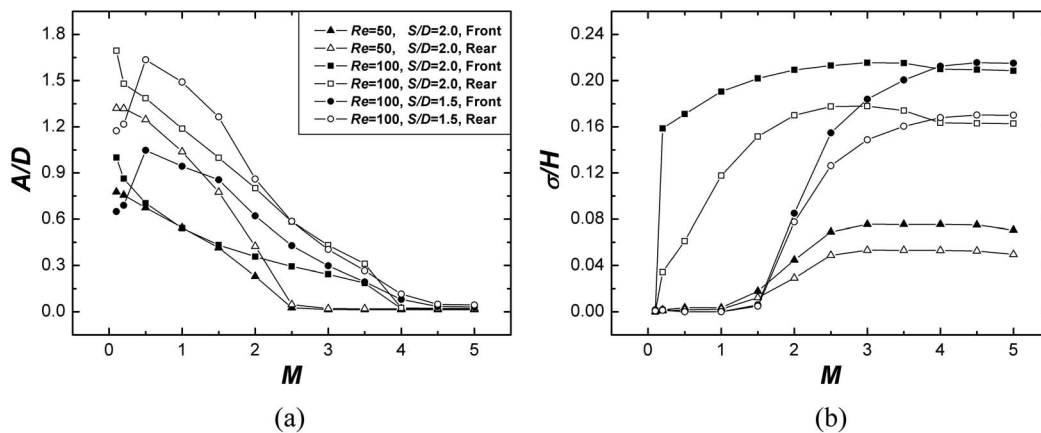 1.8
1.5
1.2
0.9
0.6
0.3
0.0
A/D
0 1 2 3 4 5
M
Re=50, S/D=2.0, Front
Re=50, S/D=2.0, Rear
Re=100, S/D=2.0, Front
Re=100, S/D=2.0, Rear
Re=100, S/D=1.5, Front
Re=100, S/D=1.5, Rear
(a)
0.24
0.20
0.16
0.12
0.08
0.04
0.00
σ/H
0 1 2 3 4 5
M
(b)